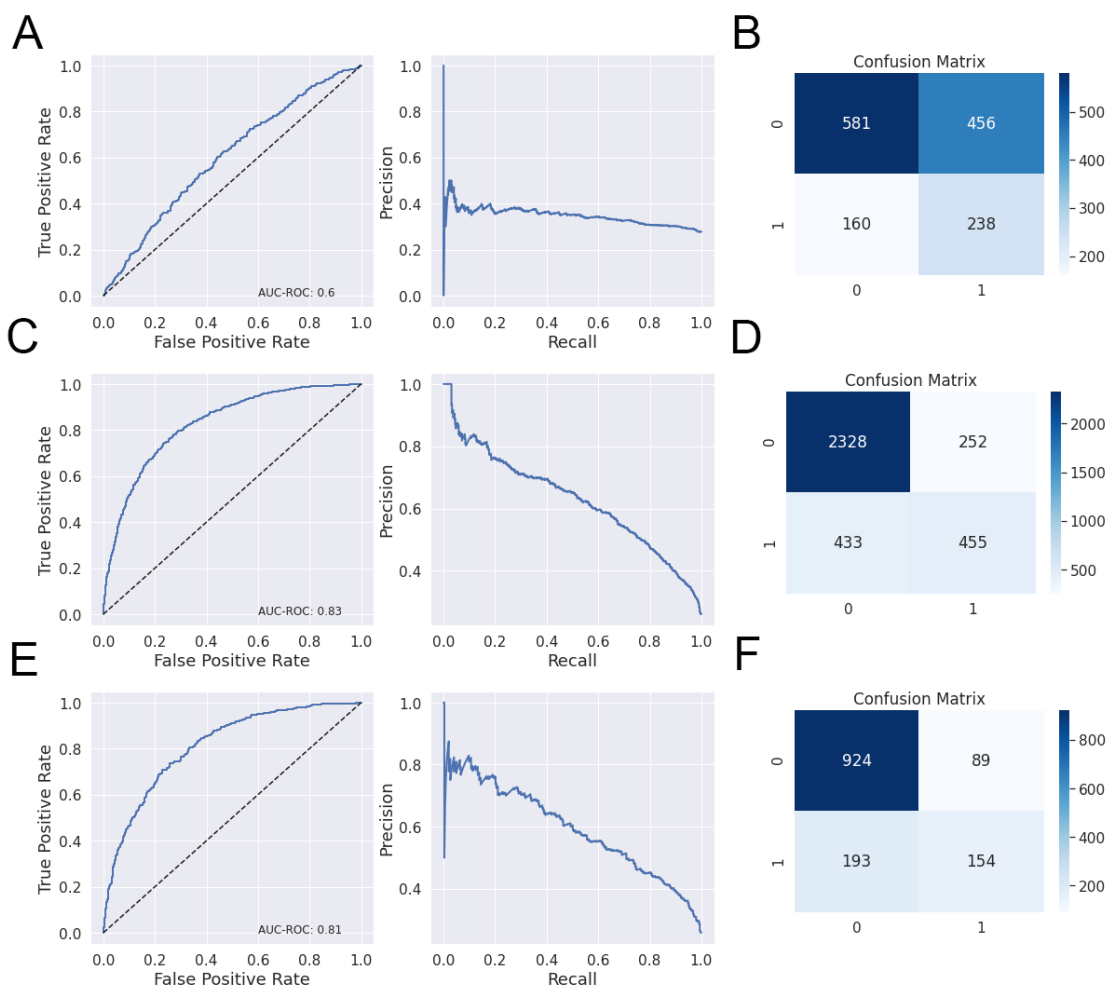 A
B
1.0
0.8
0.6
0.4
0.2
0.0
True Positive Rate
AUC-ROC: 0.6
0.0 0.2 0.4 0.6 0.8 1.0
False Positive Rate
1.0
0.8
0.6
0.4
0.2
0.0
Precision
0.0 0.2 0.4 0.6 0.8 1.0
Recall
Confusion Matrix
0
581 456
1
160 238
0 1
500
400
300
200
C
D
1.0
0.8
0.6
0.4
0.2
0.0
True Positive Rate
AUC-ROC: 0.83
0.0 0.2 0.4 0.6 0.8 1.0
False Positive Rate
1.0
0.8
0.6
0.4
Precision
0.0 0.2 0.4 0.6 0.8 1.0
Recall
Confusion Matrix
0
2328 252
1
433 455
0 1
2000
1500
1000
500
E
F
1.0
0.8
0.6
0.4
0.2
0.0
True Positive Rate
AUC-ROC: 0.81
0.0 0.2 0.4 0.6 0.8 1.0
False Positive Rate
1.0
0.8
0.6
0.4
Precision
0.0 0.2 0.4 0.6 0.8 1.0
Recall
Confusion Matrix
0
924 89
1
193 154
0 1
800
600
400
200